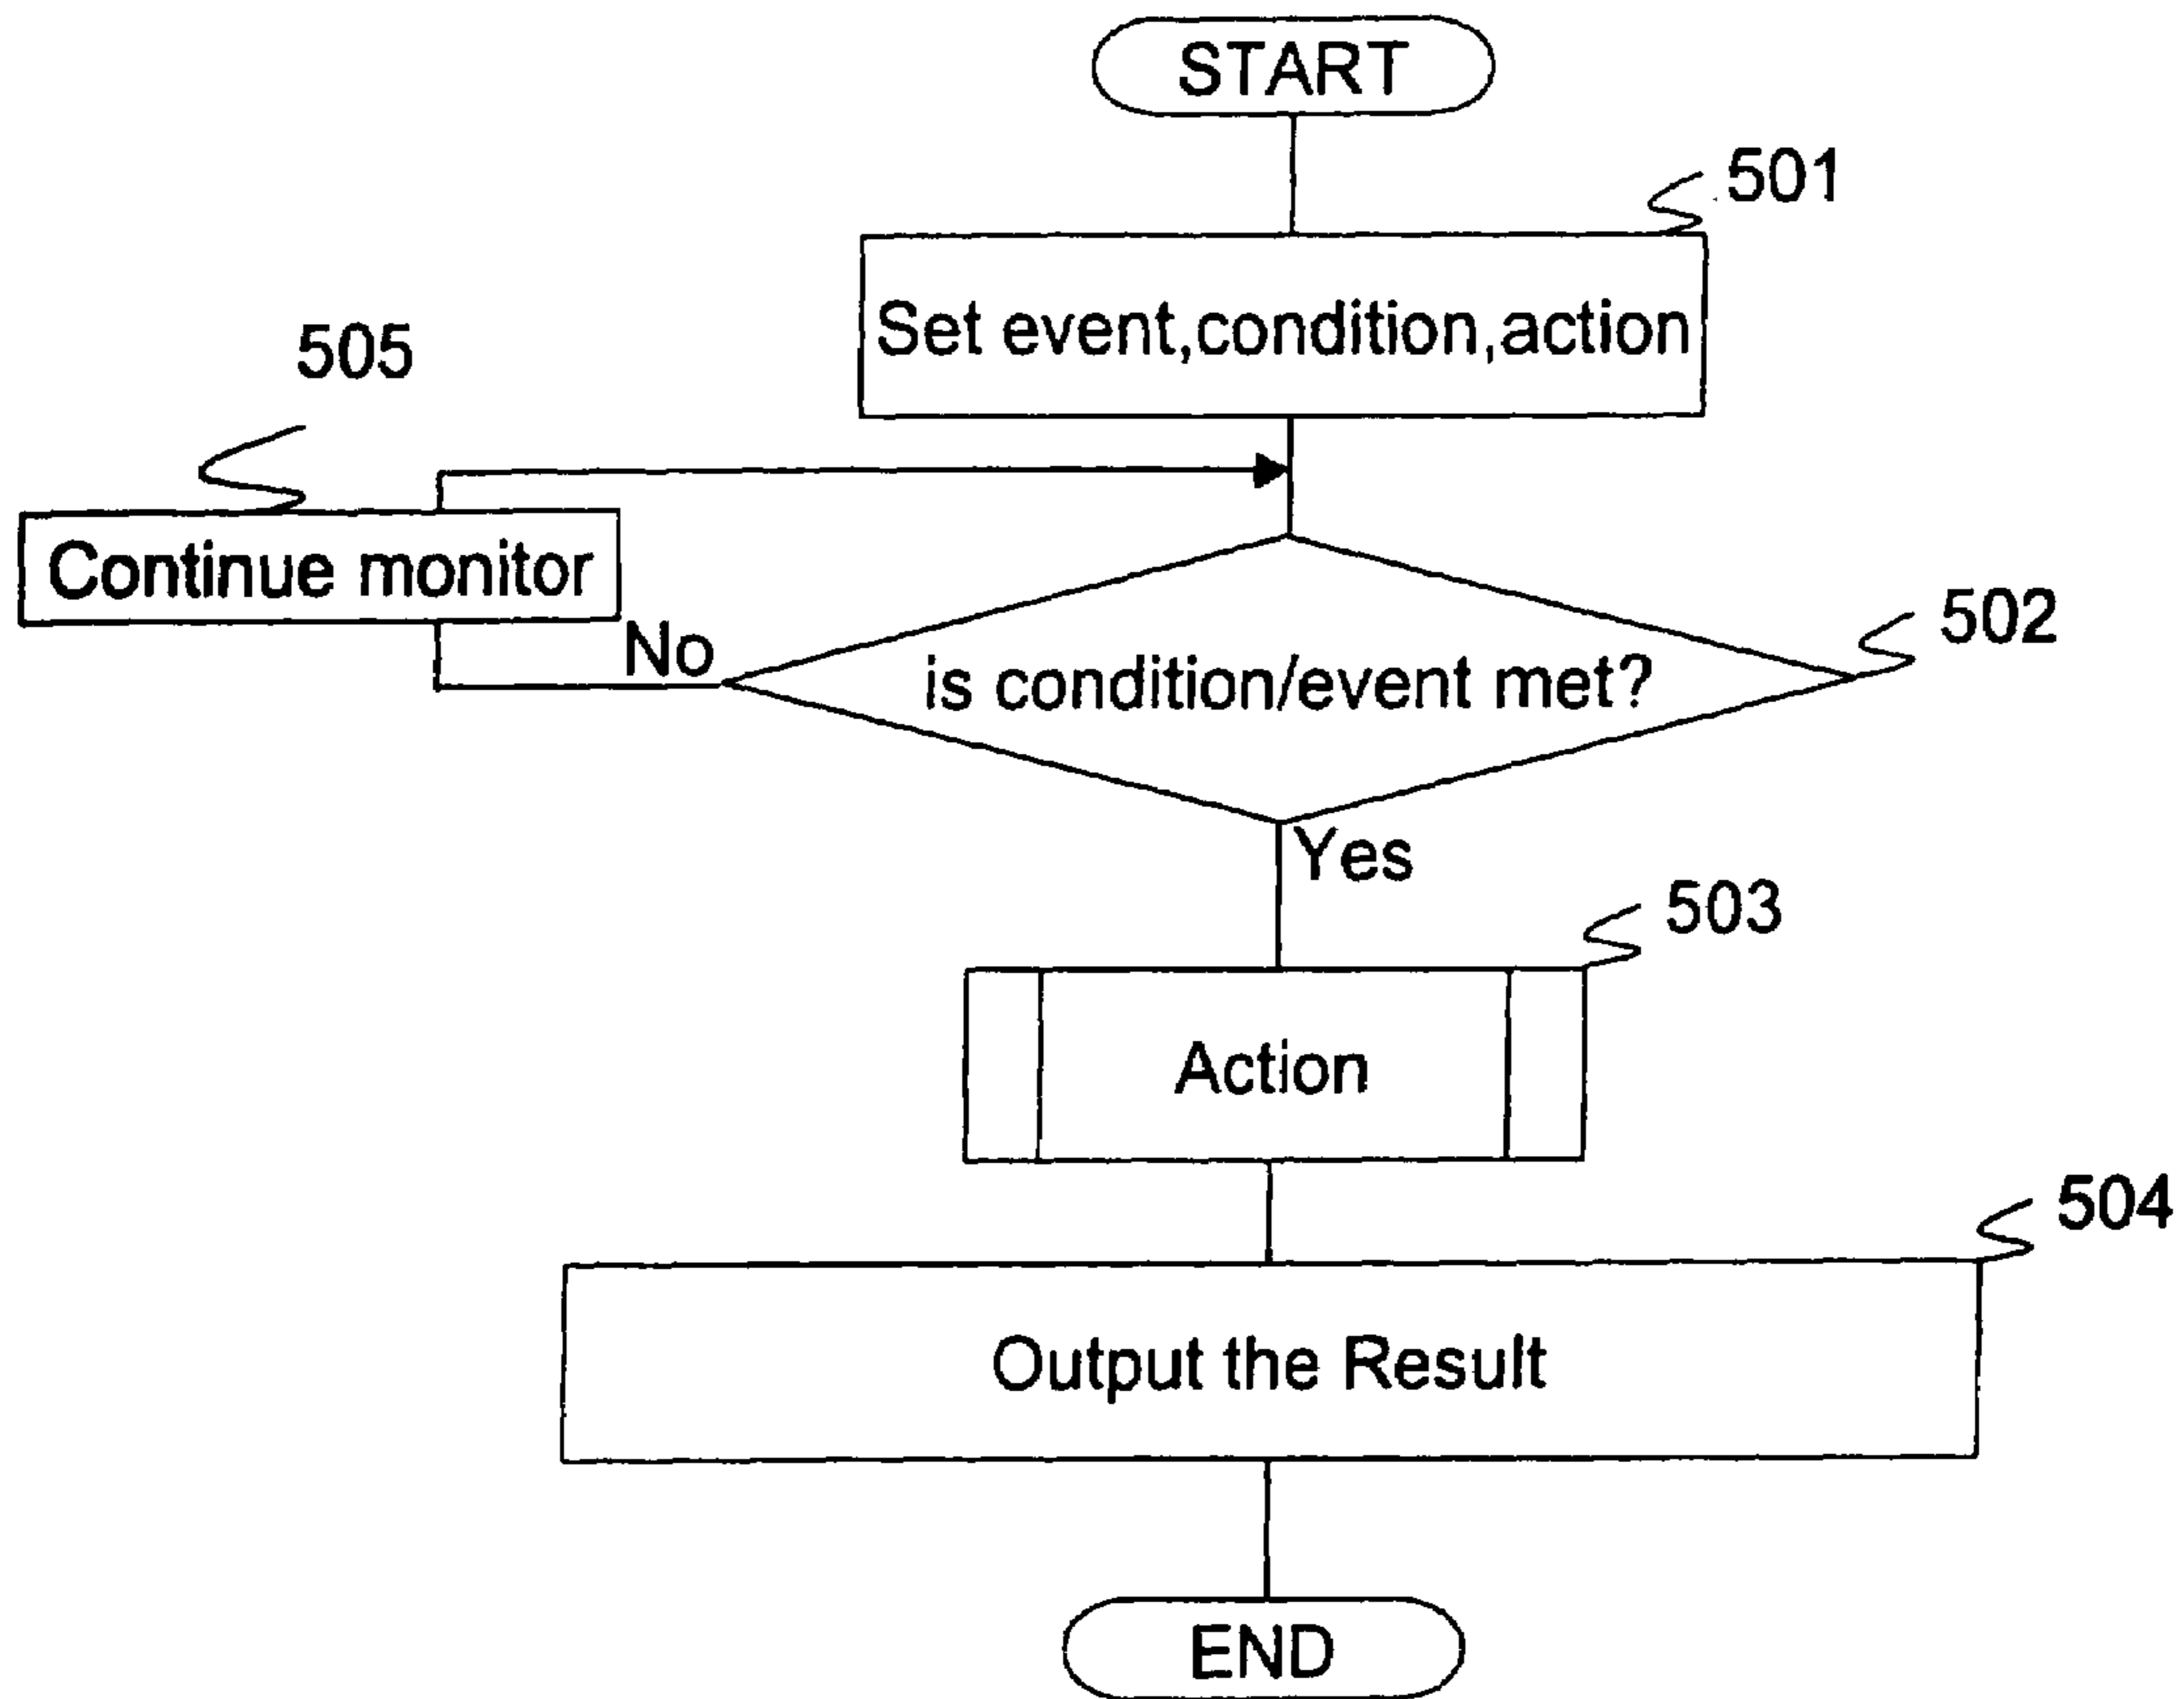 START
501
Set event,condition,action
505
Continue monitor
No
is condition/event met?
502
Yes
503
Action
504
Output the Result
END